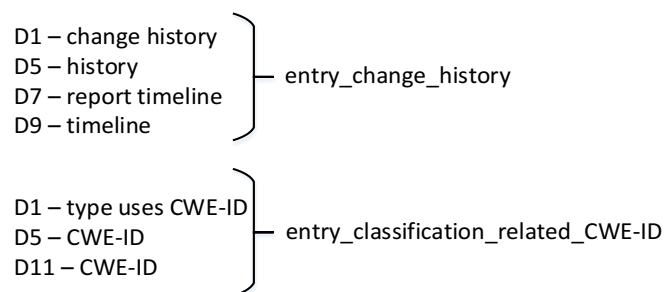 D1 – change history
D5 – history
D7 – report timeline
D9 – timeline
entry_change_history
D1 – type uses CWE-ID
D5 – CWE-ID
D11 – CWE-ID
entry_classification_related_CWE-ID